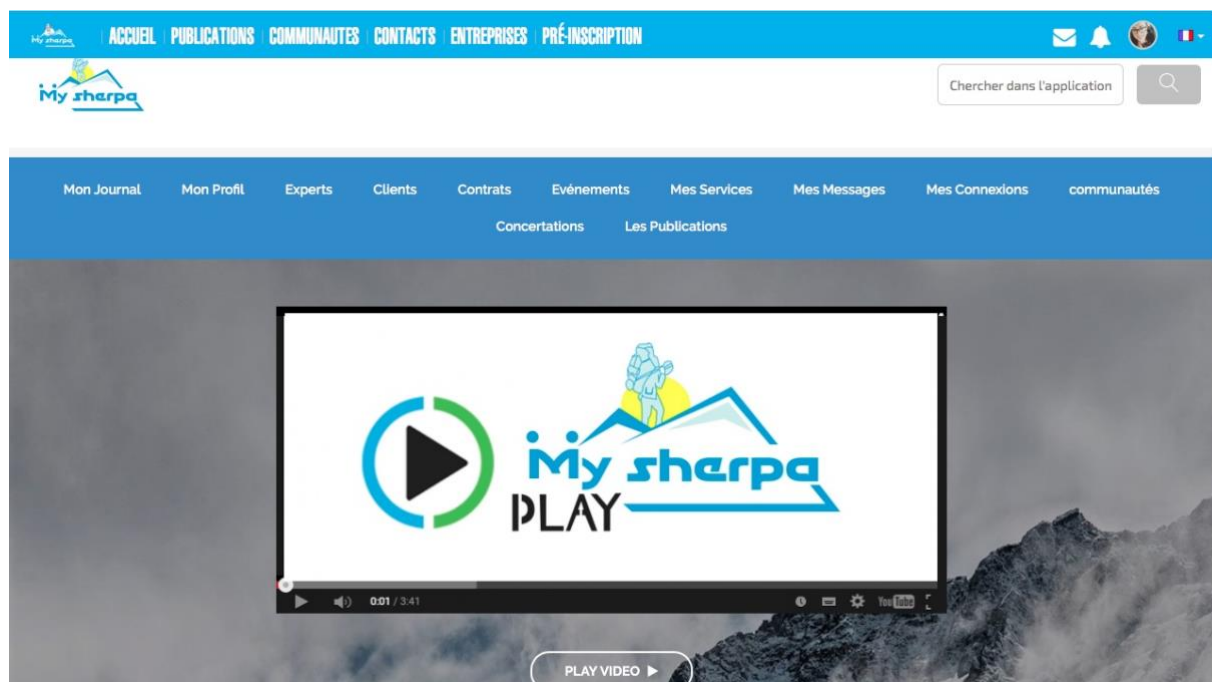 My sherpa
ACCUEIL PUBLICATIONS COMMUNAUTES CONTACTS ENTREPRISES PRÉ-INSCRIPTION
My sherpa
Chercher dans l'application
Mon Journal Mon Profil Experts Clients Contrats Evénements Mes Services Mes Messages Mes Connexions communautés
Concertations Les Publications
My sherpa
PLAY
0:01 / 3:41
YouTube
PLAY VIDEO